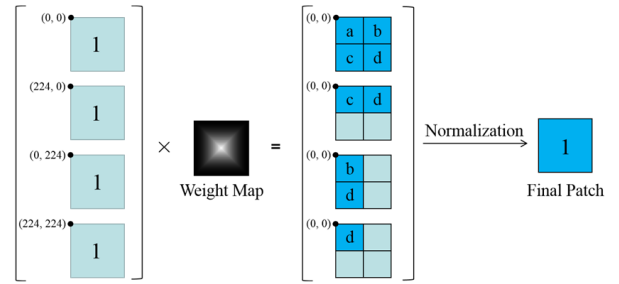 (0, 0)
1
(224, 0)
1
(0, 224)
1
(224, 224)
1
×
Weight Map
=
(0, 0)
a b
c d
(0, 0)
c d
(0, 0)
b
d
(0, 0)
d
Normalization
1
Final Patch